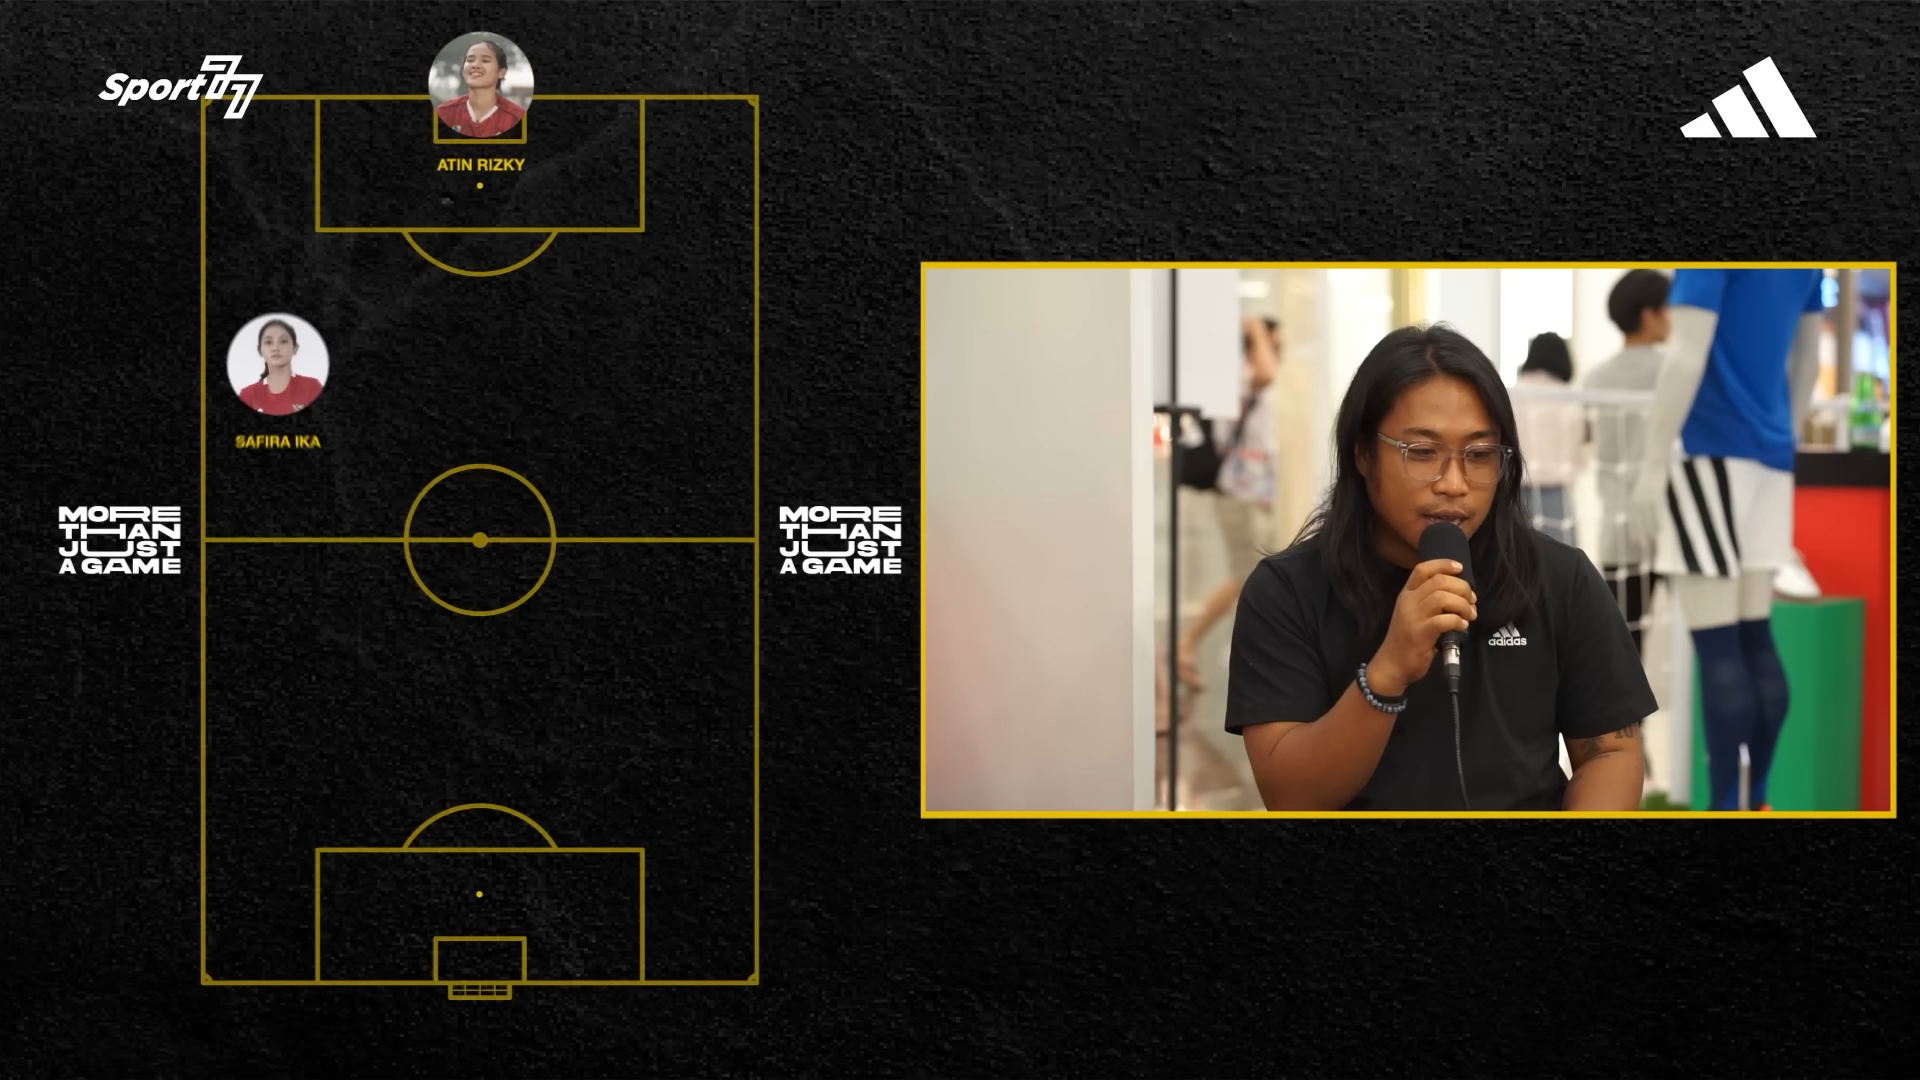 Sport77
ATIN RIZKY
SAFIRA IKA
MORE
THAN
JUST
A GAME
MORE
THAN
JUST
A GAME
adidas